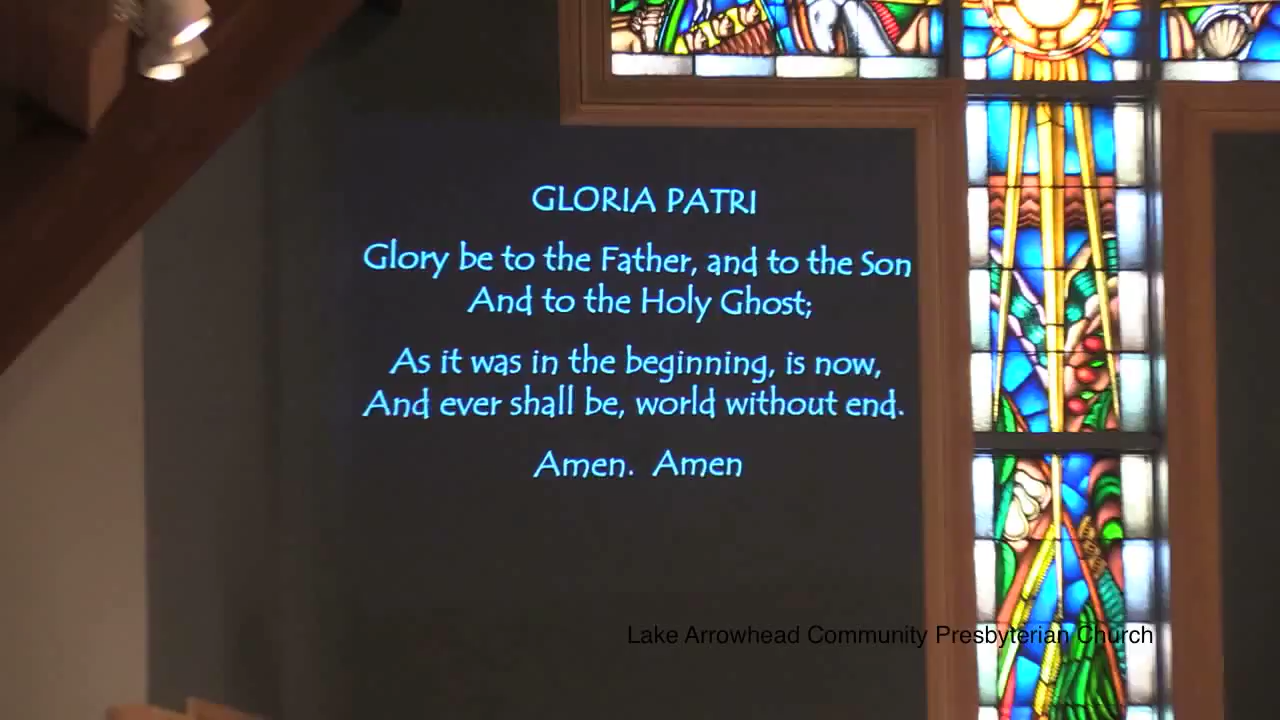 GLORIA PATRI
Glory be to the Father, and to the Son
And to the Holy Ghost;
As it was in the beginning, is now,
And ever shall be, world without end.
Amen.  Amen
Lake Arrowhead Community Presbyterian Church